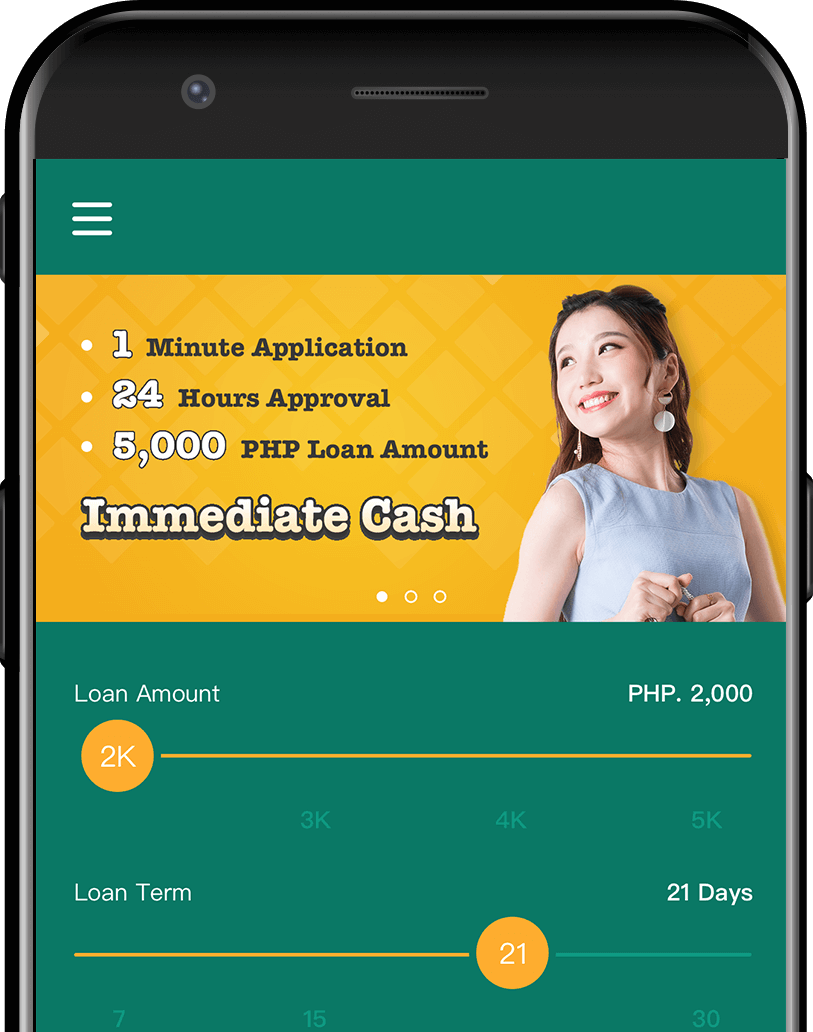 1 Minute Application
24 Hours Approval
5,000 PHP Loan Amount
Immediate Cash
Loan Amount PHP. 2,000
2K
3K 4K 5K
Loan Term 21 Days
21
7 15 30